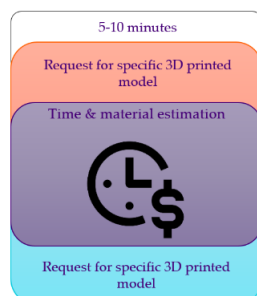 5-10 minutes
Request for specific 3D printed
model
Time & material estimation
$
Request for specific 3D printed
model